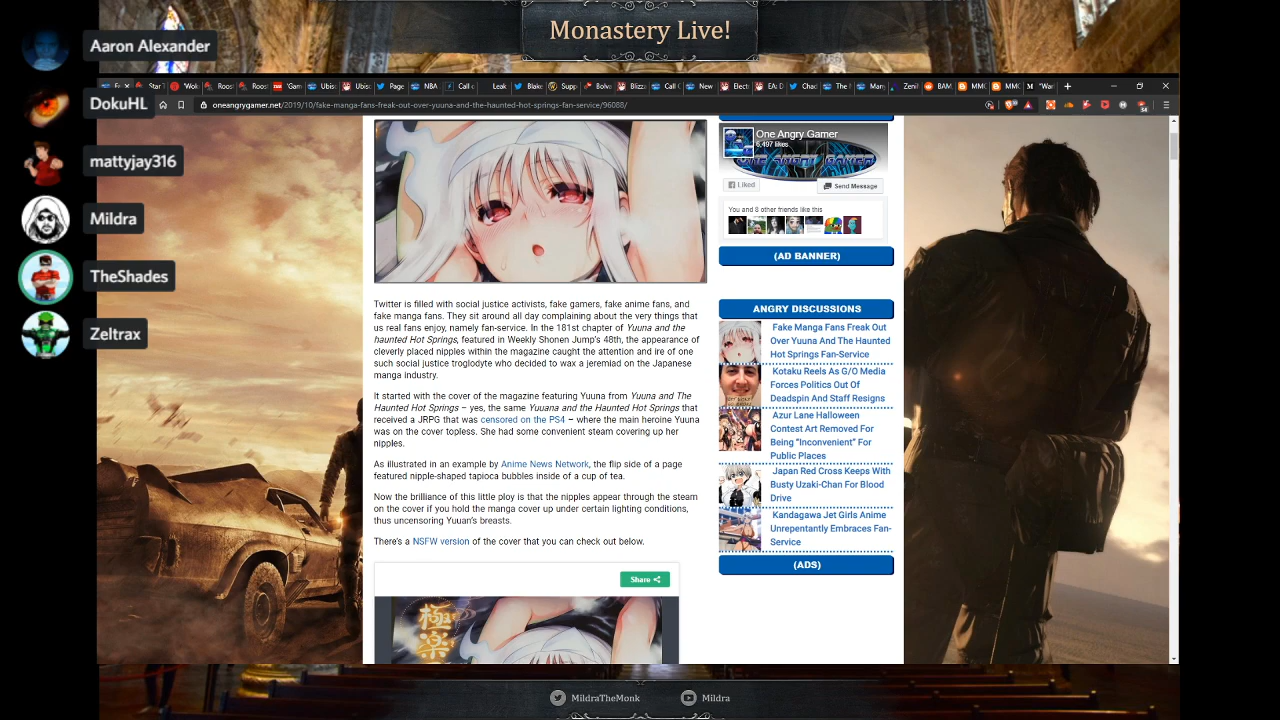 Monastery Live!
Aaron Alexander
DokuHL
mattyjay316
Mildra
TheShades
Zeltrax
oneangrygamer.net/2019/10/fake-manga-fans-freak-out-over-yuuna-and-the-haunted-hot-springs-fan-service/96088/
Twitter is filled with social justice activists, fake gamers, fake anime fans, and
fake manga fans. They sit around all day complaining about the very things that
us real fans enjoy, namely fan-service. In the 181st chapter of Yuuna and the
haunted Hot Springs, featured in Weekly Shonen Jump's 48th, the appearance of
cleverly placed nipples within the magazine caught the attention and ire of one
such social justice troglodyte who decided to wax a jeremiad on the Japanese
manga industry.
It started with the cover of the magazine featuring Yuuna from Yuuna and The
Haunted Hot Springs – yes, the same Yuuana and the Haunted Hot Springs that
received a JRPG that was censored on the PS4 – where the main heroine Yuuna
was on the cover topless. She had some convenient steam covering up her
nipples.
As illustrated in an example by Anime News Network, the flip side of a page
featured nipple-shaped tapioca bubbles inside of a cup of tea.
Now the brilliance of this little ploy is that the nipples appear through the steam
on the cover if you hold the manga cover up under certain lighting conditions,
thus uncensoring Yuuan's breasts.
There's a NSFW version of the cover that you can check out below.
Share
極楽
One Angry Gamer
6,497 likes
ONE ANGRY GAMER
Liked
Send Message
You and 8 other friends like this
(AD BANNER)
ANGRY DISCUSSIONS
Fake Manga Fans Freak Out
Over Yuuna And The Haunted
Hot Springs Fan-Service
Kotaku Reels As G/O Media
Forces Politics Out Of
Deadspin And Staff Resigns
Azur Lane Halloween
Contest Art Removed For
Being "Inconvenient" For
Public Places
Japan Red Cross Keeps With
Busty Uzaki-Chan For Blood
Drive
Kandagawa Jet Girls Anime
Unrepentantly Embraces Fan-
Service
(ADS)
MildraTheMonk
Mildra